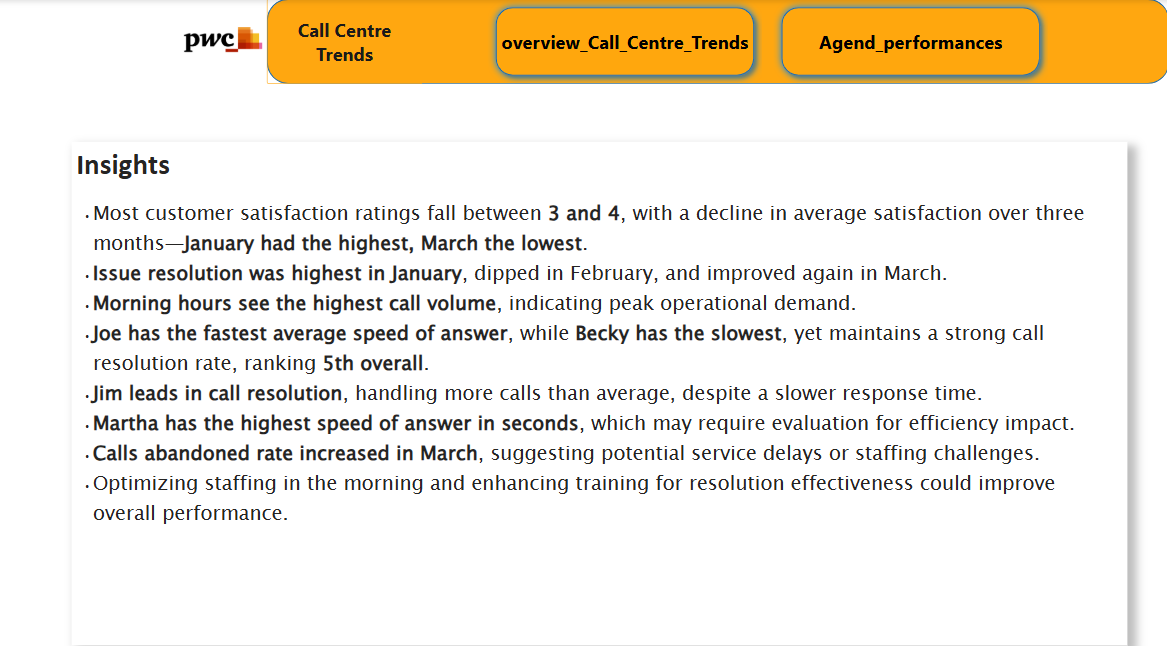 pwc
Call Centre
Trends
overview_Call_Centre_Trends
Agend_performances
Insights
·Most customer satisfaction ratings fall between 3 and 4, with a decline in average satisfaction over three
months—January had the highest, March the lowest.
·Issue resolution was highest in January, dipped in February, and improved again in March.
·Morning hours see the highest call volume, indicating peak operational demand.
·Joe has the fastest average speed of answer, while Becky has the slowest, yet maintains a strong call
resolution rate, ranking 5th overall.
·Jim leads in call resolution, handling more calls than average, despite a slower response time.
·Martha has the highest speed of answer in seconds, which may require evaluation for efficiency impact.
·Calls abandoned rate increased in March, suggesting potential service delays or staffing challenges.
·Optimizing staffing in the morning and enhancing training for resolution effectiveness could improve
overall performance.